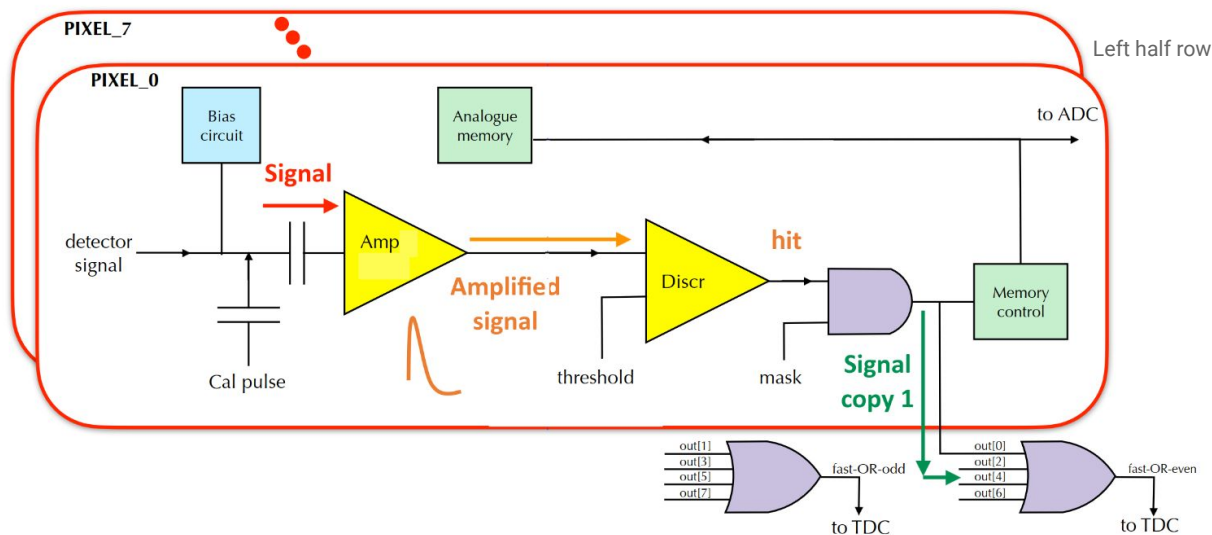 PIXEL_7
Left half row
PIXEL_0
Bias
circuit
Analogue
memory
to ADC
Signal
detector
signal
Amp
hit
Amplified
signal
Discr
Memory
control
Cal pulse
threshold
mask
Signal
copy 1
out[1]
out[3]
out[5]
out[7]
fast-OR-odd
to TDC
out[0]
out[2]
out[4]
out[6]
fast-OR-even
to TDC